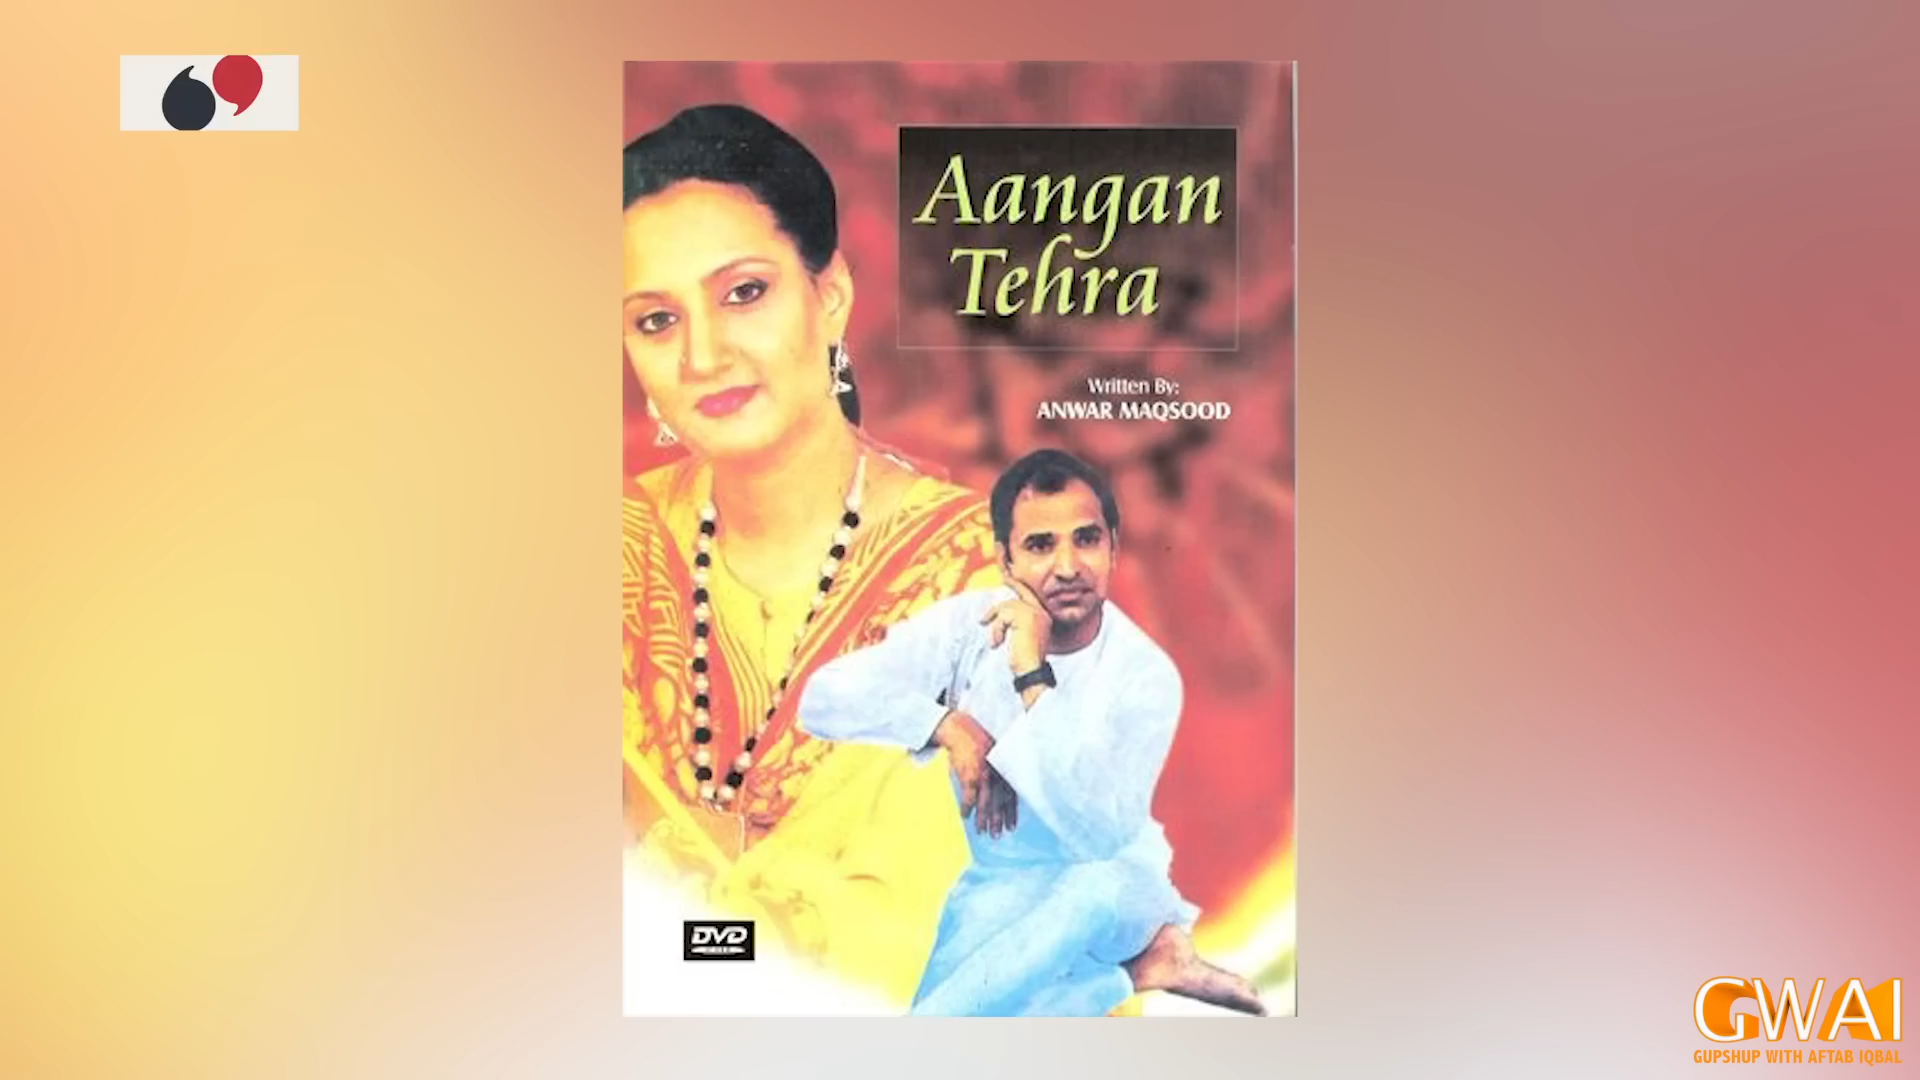 Aangan
Tehra
Written By:
ANWAR MAQSOOD
DVD
GWAI
GUPSHUP WITH AFTAB IQBAL